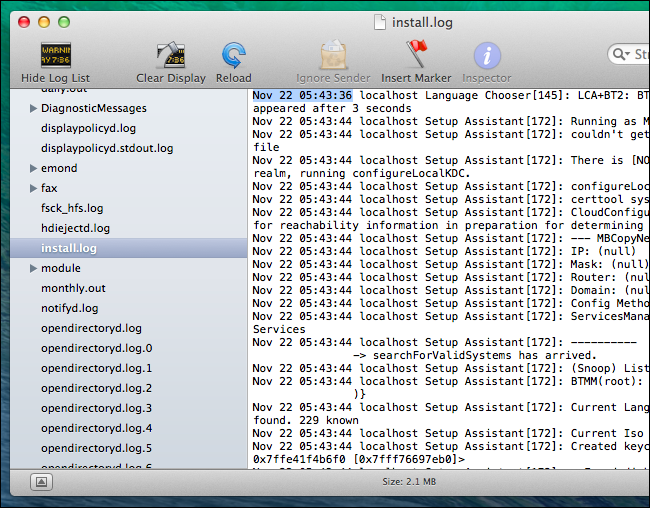 install.log
WARNIN
AY 7:36
Hide Log List
Clear Display
Reload
Ignore Sender
Insert Marker
Inspector
daily.out
DiagnosticMessages
displaypolicyd.log
displaypolicyd.stdout.log
emond
fax
fsck_hfs.log
hdiejectd.log
install.log
module
monthly.out
notifyd.log
opendirectoryd.log
opendirectoryd.log.0
opendirectoryd.log.1
opendirectoryd.log.2
opendirectoryd.log.3
opendirectoryd.log.4
opendirectoryd.log.5
opendirectoryd.log.6
Nov 22 05:43:36 localhost Language Chooser[145]: LCA+BT2: BT
appeared after 3 seconds
Nov 22 05:43:44 localhost Setup Assistant[172]: Running as M
Nov 22 05:43:44 localhost Setup Assistant[172]: couldn't get
file
Nov 22 05:43:44 localhost Setup Assistant[172]: There is [NO
realm, running configureLocalKDC.
Nov 22 05:43:44 localhost Setup Assistant[172]: configureLoc
Nov 22 05:43:44 localhost Setup Assistant[172]: certtool sys
Nov 22 05:43:44 localhost Setup Assistant[172]: CloudConfigu
for reachability information in preparation for determining
Nov 22 05:43:44 localhost Setup Assistant[172]: --- MBCopyNe
Nov 22 05:43:44 localhost Setup Assistant[172]: IP: (null)
Nov 22 05:43:44 localhost Setup Assistant[172]: Mask: (null)
Nov 22 05:43:44 localhost Setup Assistant[172]: Router: (nul
Nov 22 05:43:44 localhost Setup Assistant[172]: Domain: (nul
Nov 22 05:43:44 localhost Setup Assistant[172]: Config Metho
Nov 22 05:43:44 localhost Setup Assistant[172]: ServicesMana
Services
Nov 22 05:43:44 localhost Setup Assistant[172]: ----------
-> searchForValidSystems has arrived.
Nov 22 05:43:44 localhost Setup Assistant[172]: (Snoop) List
Nov 22 05:43:44 localhost Setup Assistant[172]: BTMM(root):
)}
Nov 22 05:43:44 localhost Setup Assistant[172]: Current Lang
found. 229 known
Nov 22 05:43:44 localhost Setup Assistant[172]: Current Iso
Nov 22 05:43:44 localhost Setup Assistant[172]: Created keyc
0x7ffe41f4b6f0 [0x7fff76697eb0]>
Size: 2.1 MB